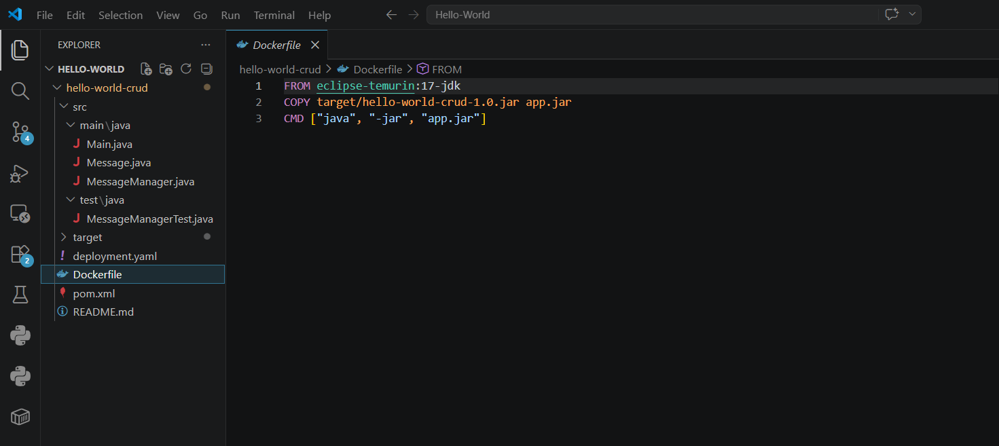 File Edit Selection View Go Run Terminal Help
Hello-World
EXPLORER
···
HELLO-WORLD
hello-world-crud
src
main\java
J Main.java
J Message.java
J MessageManager.java
test\java
J MessageManagerTest.java
target
! deployment.yaml
Dockerfile
pom.xml
README.md
4
2
Dockerfile
hello-world-crud > Dockerfile > FROM
1 FROM eclipse-temurin:17-jdk
2 COPY target/hello-world-crud-1.0.jar app.jar
3 CMD ["java", "-jar", "app.jar"]